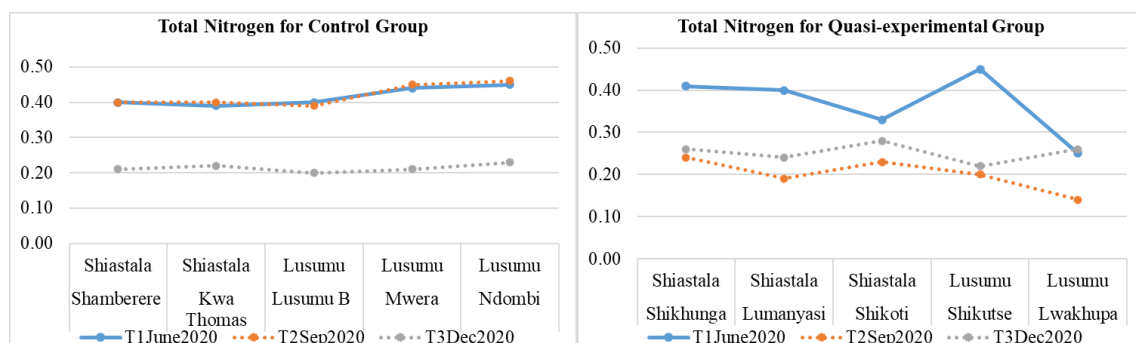 Total Nitrogen for Control Group
0.50
0.40
0.30
0.20
0.10
0.00
Shiastala Shiastala Lusumu Lusumu Lusumu
Shamberere Kwa Thomas Lusumu B Mwera Ndombi
T1June2020 T2Sep2020 T3Dec2020
Total Nitrogen for Quasi-experimental Group
0.50
0.40
0.30
0.20
0.10
0.00
Shiastala Shiastala Shiastala Lusumu Lusumu
Shikhunga Lumanyasi Shikoti Shikutse Lwakhupa
T1June2020 T2Sep2020 T3Dec2020